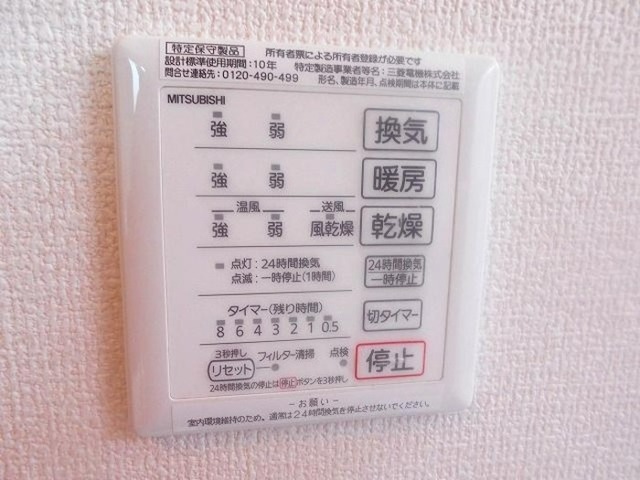 特定保守製品 所有者票による所有者登録が必要です
設計標準使用期間:10年 特定製造事業者等名:三菱電機株式会社
問合せ連絡先:0120-490-499 形名、製造年月、点検期間は本体に記載
MITSUBISHI
強 弱 換気
強 弱 暖房
温風 送風
強 弱 風乾燥 乾燥
点灯:24時間換気 24時間換気
点滅:一時停止(1時間) 一時停止
タイマー(残り時間) 切タイマー
8 6 4 3 2 1 0.5
3秒押し フィルター清掃 点検
リセット 停止
24時間換気の停止は停止ボタンを3秒押し
-お願い-
室内環境維持のため、通常は24時間換気を停止させないでください。